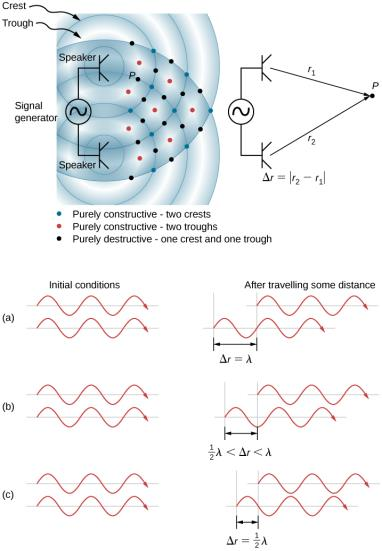 Crest
Trough
Speaker
P
Signal
generator
Speaker
r₁
P
r₂
Δr = |r₂ − r₁|
Purely constructive - two crests
Purely constructive - two troughs
Purely destructive - one crest and one trough
Initial conditions
After travelling some distance
(a)
Δr = λ
(b)
½λ < Δr < λ
(c)
Δr = ½λ